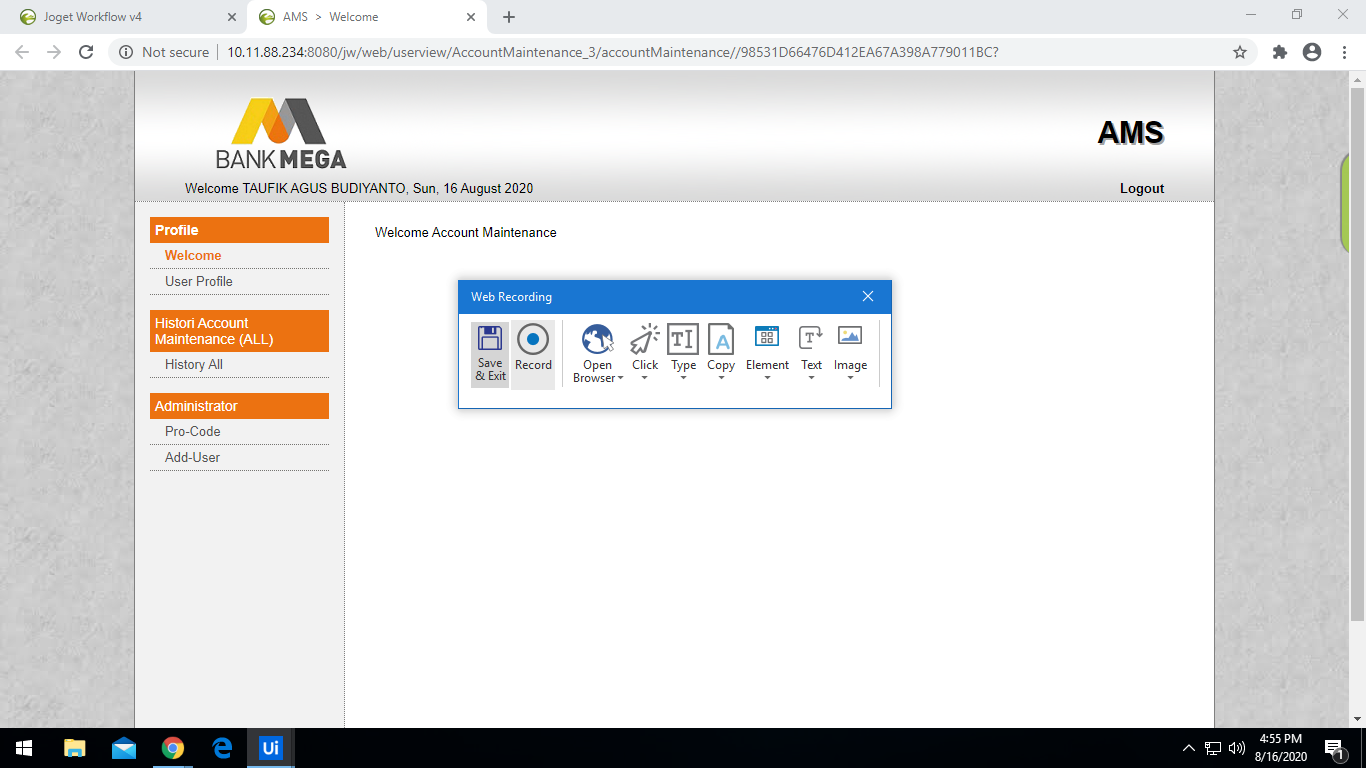 Joget Workflow v4
AMS > Welcome
Not secure
10.11.88.234:8080/jw/web/userview/AccountMaintenance_3/accountMaintenance//98531D66476D412EA67A398A779011BC?
BANK MEGA
AMS
Welcome TAUFIK AGUS BUDIYANTO, Sun, 16 August 2020
Logout
Profile
Welcome
User Profile
Histori Account
Maintenance (ALL)
History All
Administrator
Pro-Code
Add-User
Welcome Account Maintenance
Web Recording
Save
& Exit
Record
Open
Browser
Click
Type
Copy
Element
Text
Image
Ui
4:55 PM
8/16/2020
1